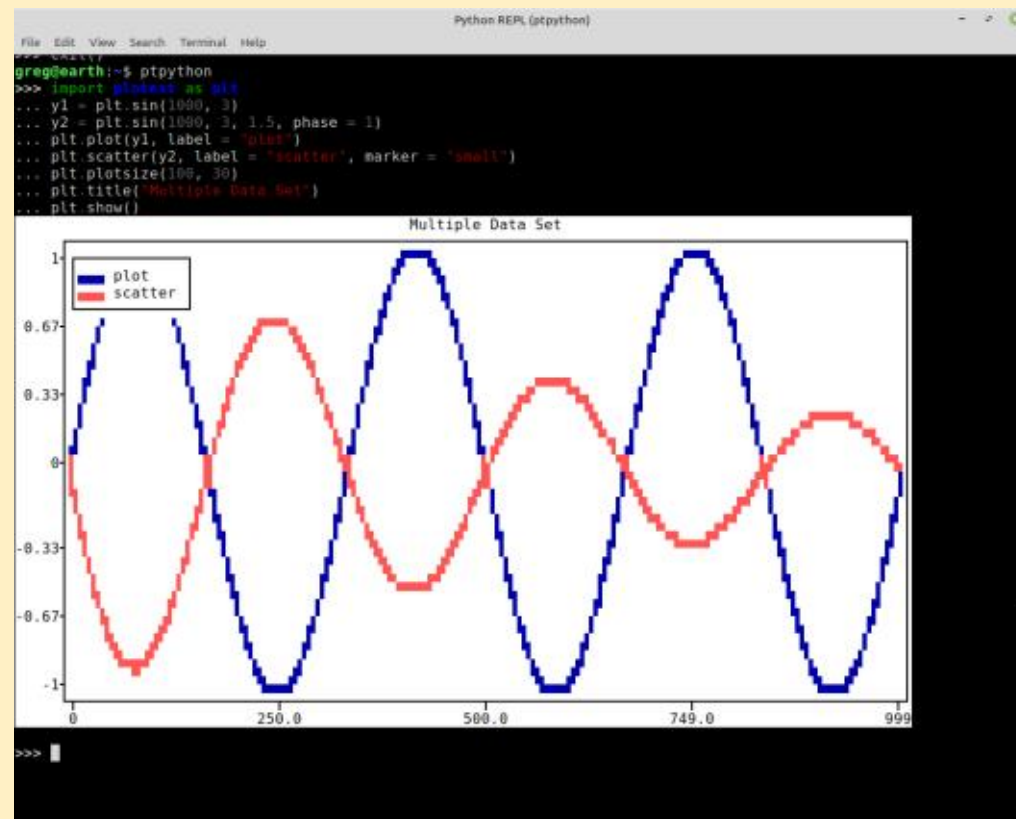 Python REPL (ptpython)
File Edit View Search Terminal Help
>>> exit()
greg@earth:~$ ptpython
>>> import plotext as plt
... y1 = plt.sin(1000, 3)
... y2 = plt.sin(1000, 3, 1.5, phase = 1)
... plt.plot(y1, label = "plot")
... plt.scatter(y2, label = "scatter", marker = "small")
... plt.plotsize(100, 30)
... plt.title("Multiple Data Set")
... plt.show()
Multiple Data Set
1
plot
scatter
0.67
0.33
0
-0.33
-0.67
-1
0 250.0 500.0 749.0 999
>>>